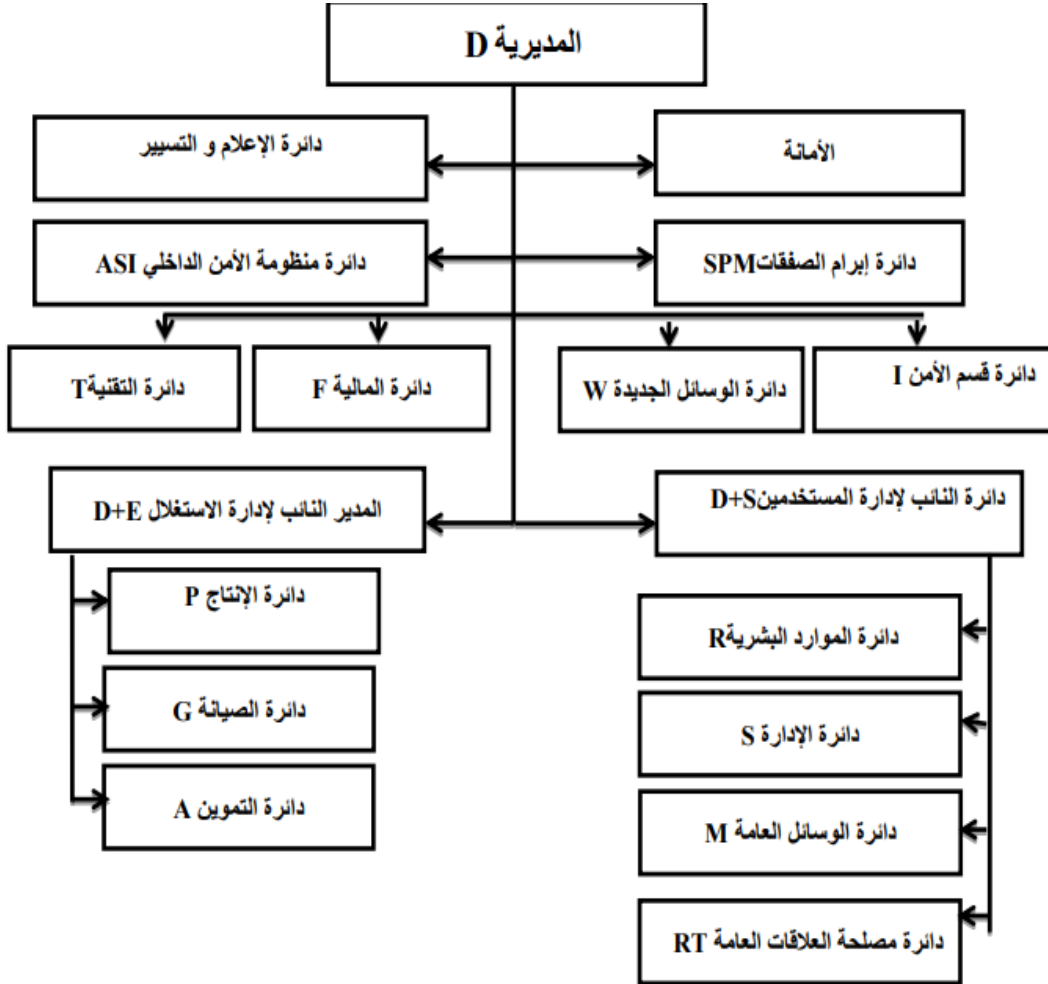 المديرية D
الأمانة
دائرة الإعلام و التسيير
دائرة إبرام الصفقاتSPM
دائرة منظومة الأمن الداخلي ASI
دائرة قسم الأمن I
دائرة الوسائل الجديدة W
دائرة المالية F
دائرة التقنيةT
دائرة النائب لإدارة المستخدمينD+S
المدير النائب لإدارة الاستغلال D+E
دائرة الموارد البشريةR
دائرة الإدارة S
دائرة الوسائل العامة M
دائرة مصلحة العلاقات العامة RT
دائرة الإنتاج P
دائرة الصيانة G
دائرة التموين A